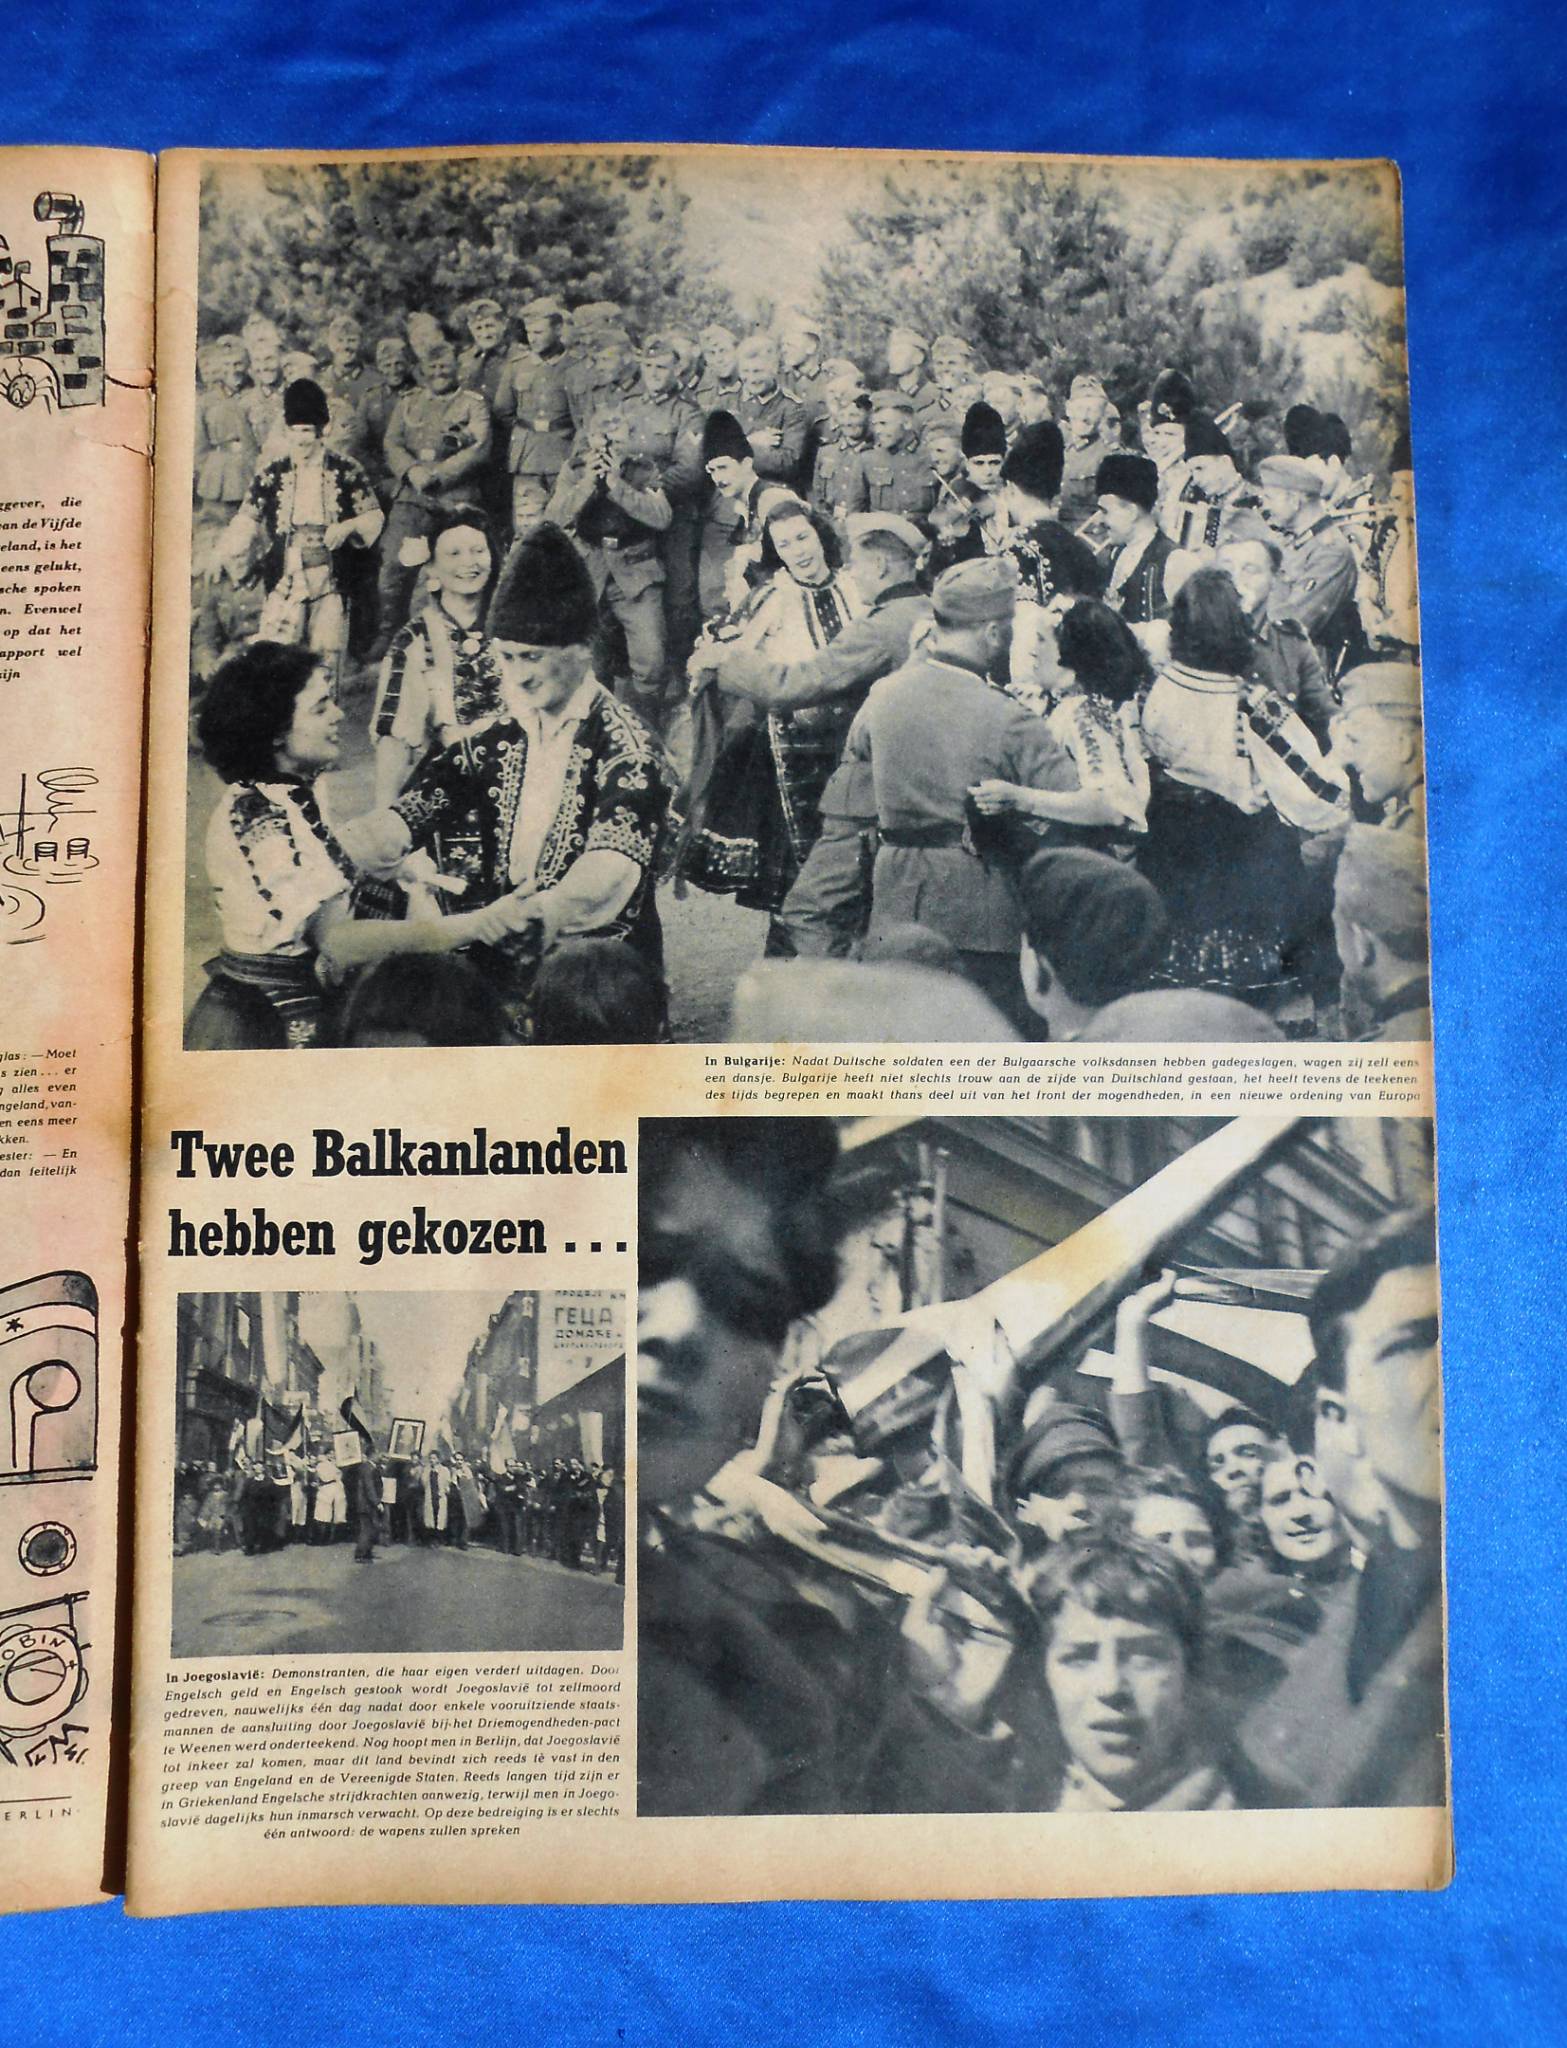 ggever, die
van de Vijfde
eland, is het
eens gelukt,
sche spoken
n. Evenwel
op dat het
apport wel
zijn
glas: — Moet
s zien... er
g alles even
ngeland, van-
en eens meer
kken.
ester: — En
dan feitelijk
OBIN
ERLIN
In Bulgarije: Nadat Duitsche soldaten een der Bulgaarsche volksdansen hebben gadegeslagen, wagen zij zelf eens
een dansje. Bulgarije heeft niet slechts trouw aan de zijde van Duitschland gestaan, het heeft tevens de teekenen
des tijds begrepen en maakt thans deel uit van het front der mogendheden, in een nieuwe ordening van Europa
Twee Balkanlanden
hebben gekozen ...
ГЕЦА
ДОМАЋЕ
In Joegoslavië: Demonstranten, die haar eigen verderf uitdagen. Door
Engelsch geld en Engelsch gestook wordt Joegoslavië tot zelfmoord
gedreven, nauwelijks één dag nadat door enkele vooruitziende staats-
mannen de aansluiting door Joegoslavië bij het Driemogendheden-pact
te Weenen werd onderteekend. Nog hoopt men in Berlijn, dat Joegoslavië
tot inkeer zal komen, maar dit land bevindt zich reeds tè vast in den
greep van Engeland en de Vereenigde Staten. Reeds langen tijd zijn er
in Griekenland Engelsche strijdkrachten aanwezig, terwijl men in Joego-
slavië dagelijks hun inmarsch verwacht. Op deze bedreiging is er slechts
één antwoord: de wapens zullen spreken